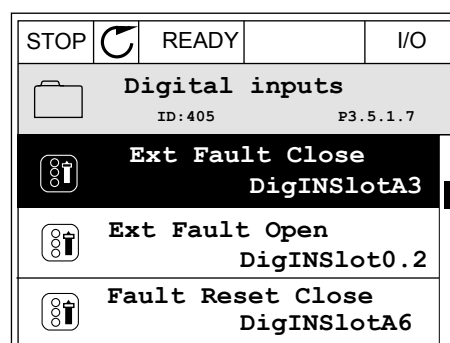 STOP READY I/O
Digital inputs
ID:405 P3.5.1.7
Ext Fault Close
DigINSlotA3
Ext Fault Open
DigINSlot0.2
Fault Reset Close
DigINSlotA6